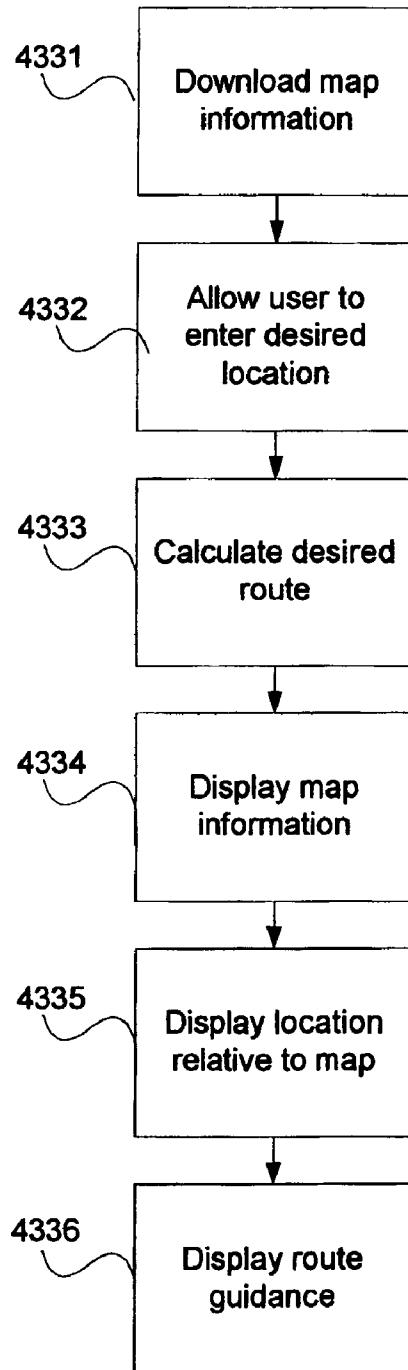 4331
Download map
information
4332
Allow user to
enter desired
location
4333
Calculate desired
route
4334
Display map
information
4335
Display location
relative to map
4336
Display route
guidance